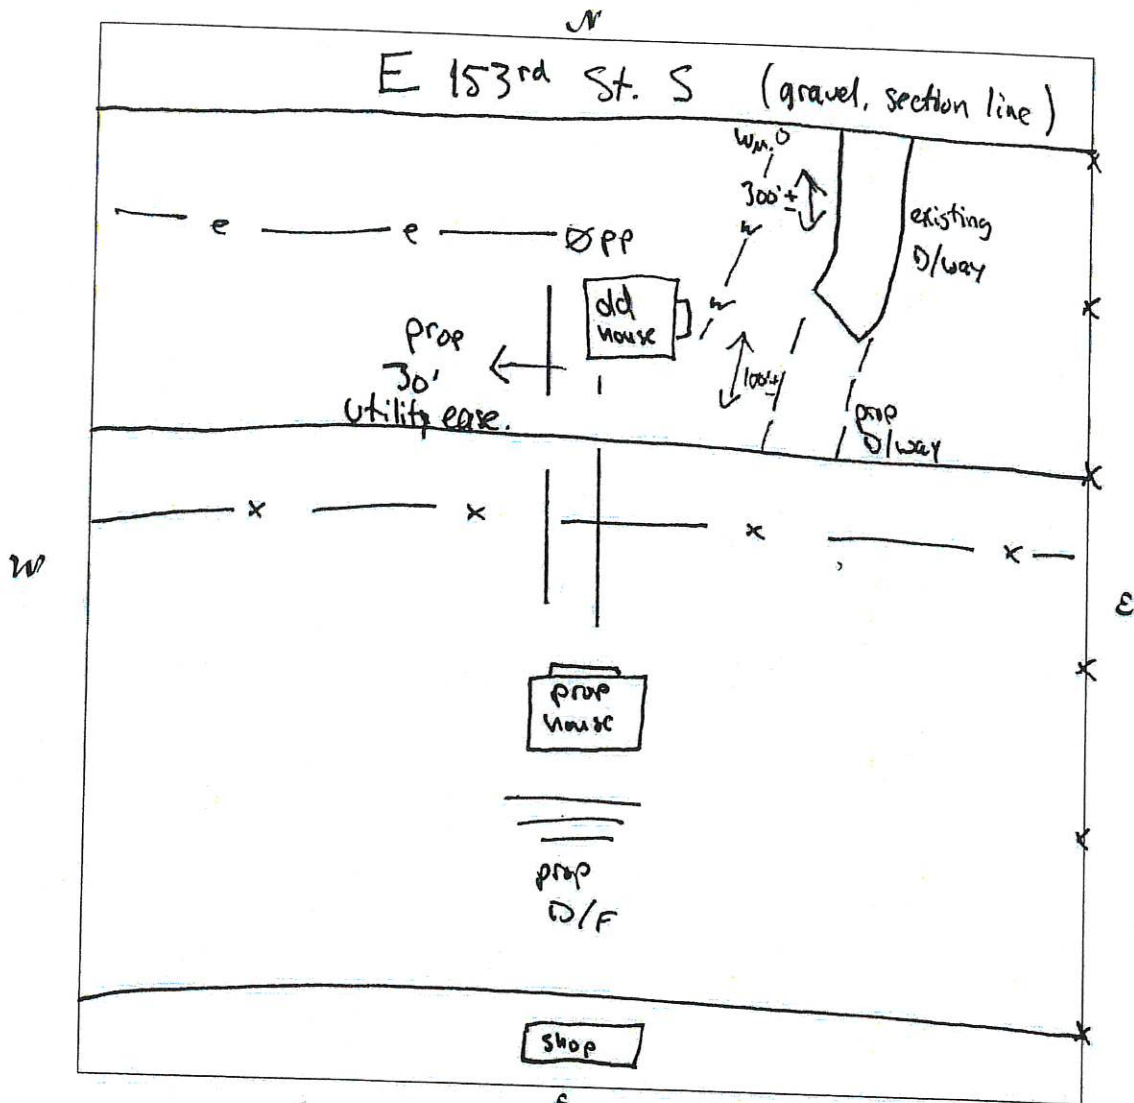 N
E 153rd St. S (gravel, section line)
WM. O
300'±
e e ØPP
existing
D/way
w
old
house
w
prop
30'
utility ease.
100'±
prop
D/way
x x x x
W
E
prop
house
prop
D/F
shop
S